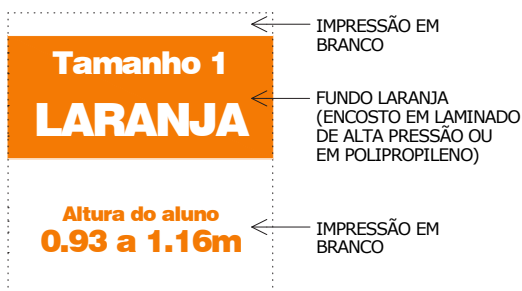 IMPRESSÃO EM
BRANCO
Tamanho 1
LARANJA
FUNDO LARANJA
(ENCOSTO EM LAMINADO
DE ALTA PRESSÃO OU
EM POLIPROPILENO)
Altura do aluno
0.93 a 1.16m
IMPRESSÃO EM
BRANCO